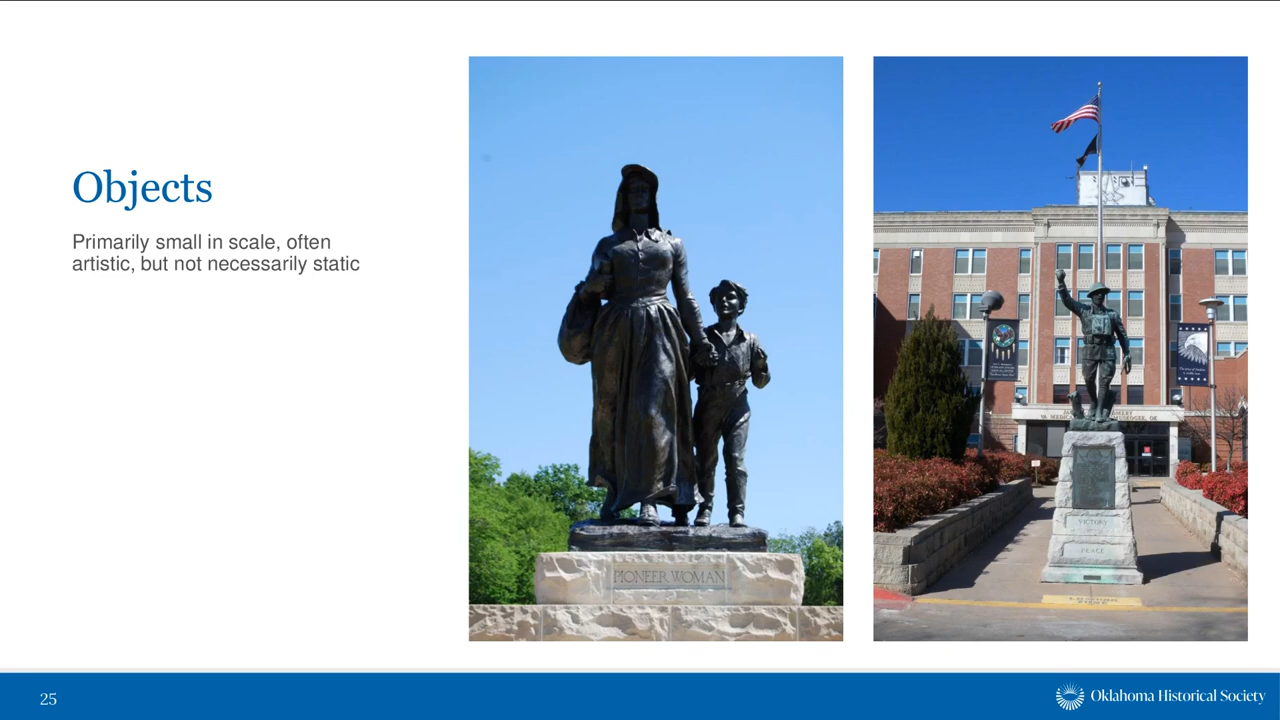 Objects
Primarily small in scale, often
artistic, but not necessarily static
PIONEER WOMAN
VICTORY
PEACE
25
Oklahoma Historical Society